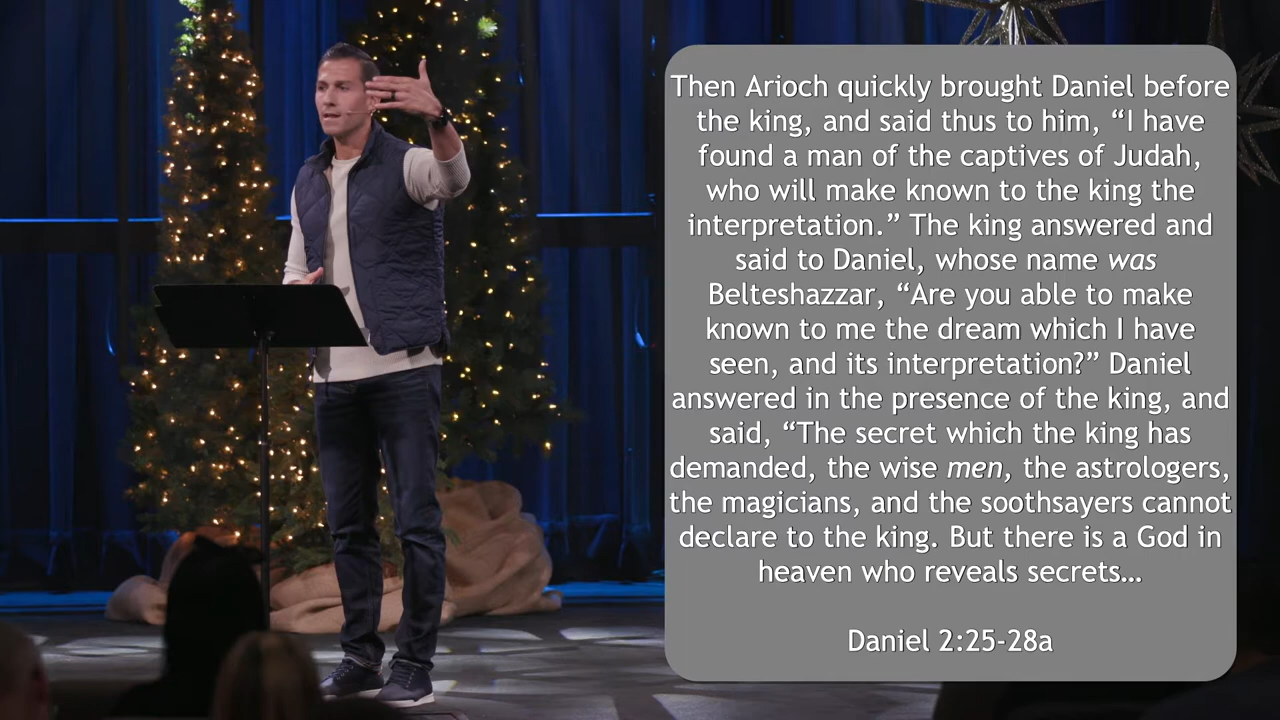 Then Arioch quickly brought Daniel before
the king, and said thus to him, “I have
found a man of the captives of Judah,
who will make known to the king the
interpretation.” The king answered and
said to Daniel, whose name was
Belteshazzar, “Are you able to make
known to me the dream which I have
seen, and its interpretation?” Daniel
answered in the presence of the king, and
said, “The secret which the king has
demanded, the wise men, the astrologers,
the magicians, and the soothsayers cannot
declare to the king. But there is a God in
heaven who reveals secrets…
Daniel 2:25-28a